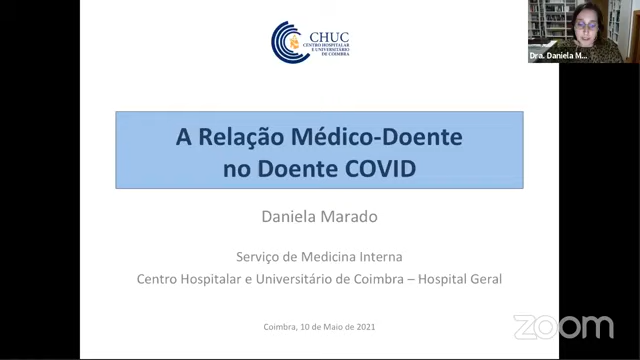 CHUC
CENTRO HOSPITALAR
E UNIVERSITÁRIO
DE COIMBRA
Dra. Daniela M...
A Relação Médico-Doente
no Doente COVID
Daniela Marado
Serviço de Medicina Interna
Centro Hospitalar e Universitário de Coimbra – Hospital Geral
Coimbra, 10 de Maio de 2021
zoom